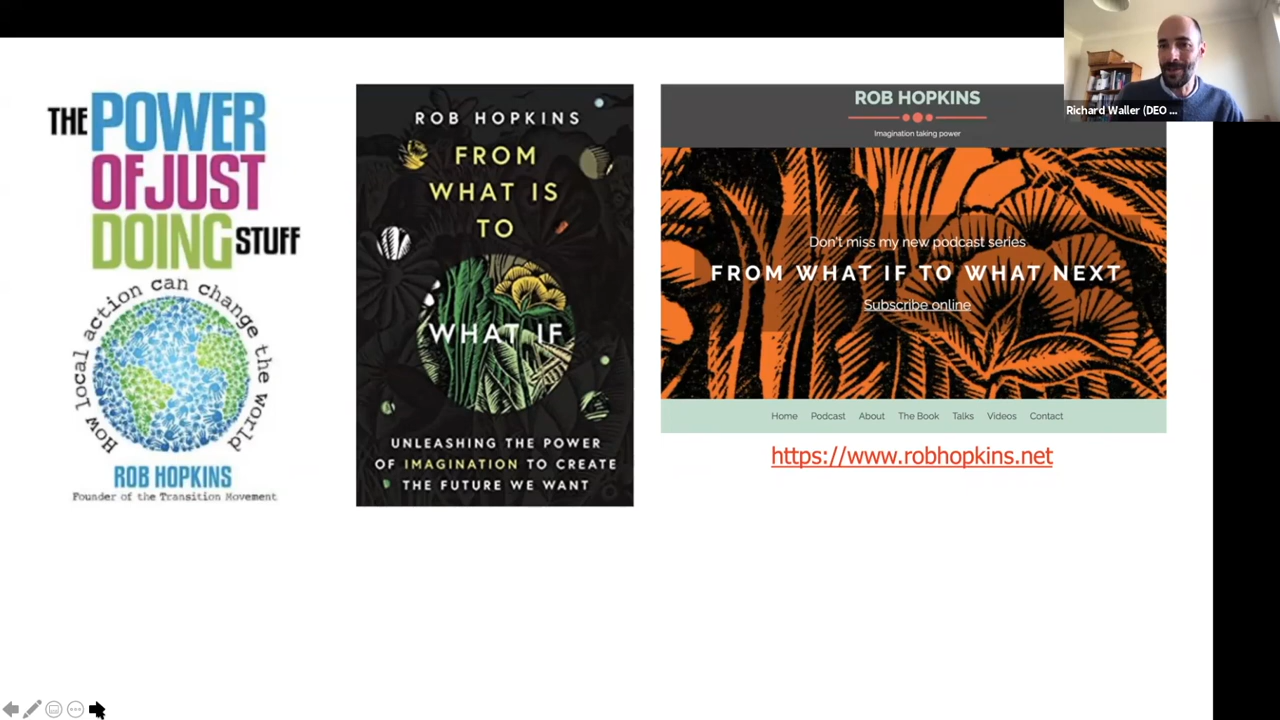 THE POWER
OF JUST
DOING STUFF
How local action can change the world
ROB HOPKINS
Founder of the Transition Movement
ROB HOPKINS
FROM
WHAT IS
TO
WHAT IF
UNLEASHING THE POWER
OF IMAGINATION TO CREATE
THE FUTURE WE WANT
ROB HOPKINS
Imagination taking power
Don't miss my new podcast series
FROM WHAT IF TO WHAT NEXT
Subscribe online
Home Podcast About The Book Talks Videos Contact
https://www.robhopkins.net
Richard Waller (DEO ...